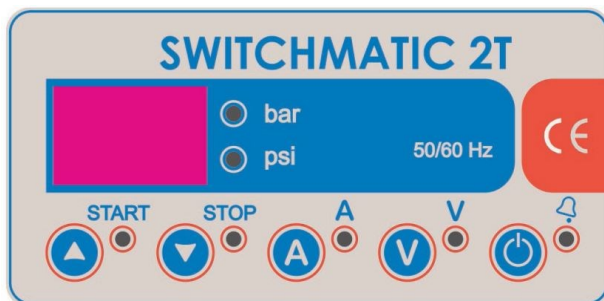 SWITCHMATIC 2T
bar
psi
50/60 Hz
CE
START STOP A V
A V